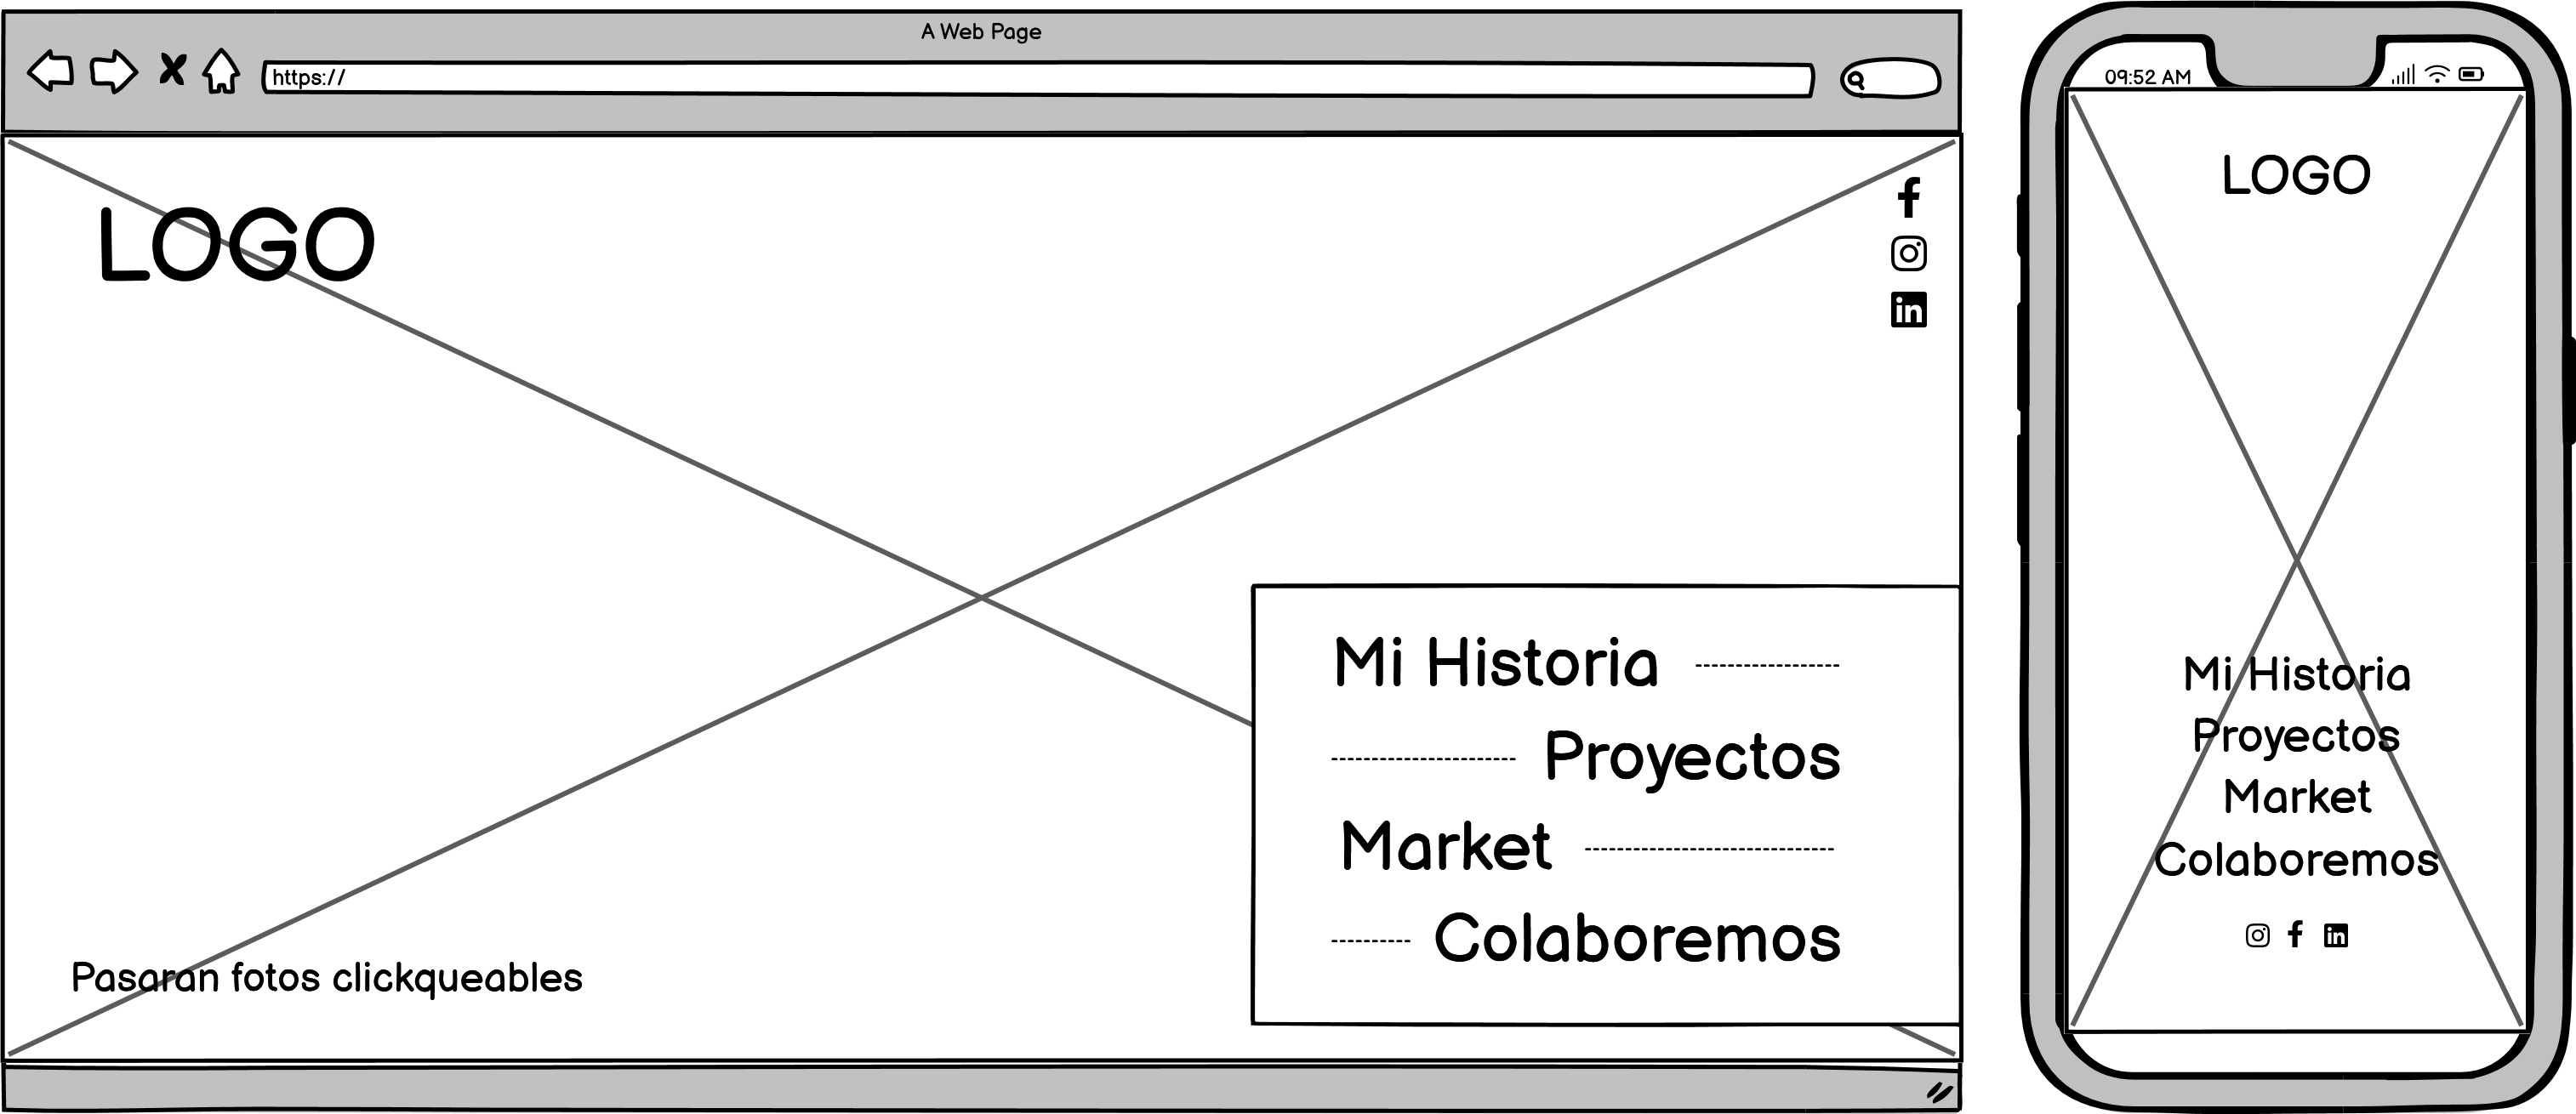 A Web Page
https://
LOGO
Mi Historia
Proyectos
Market
Colaboremos
Pasaran fotos clickqueables
09:52 AM
LOGO
Mi Historia
Proyectos
Market
Colaboremos